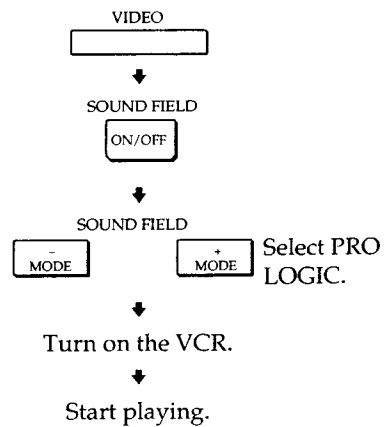 VIDEO
SOUND FIELD
ON/OFF
SOUND FIELD
− MODE
+ MODE
Select PRO
LOGIC.
Turn on the VCR.
Start playing.